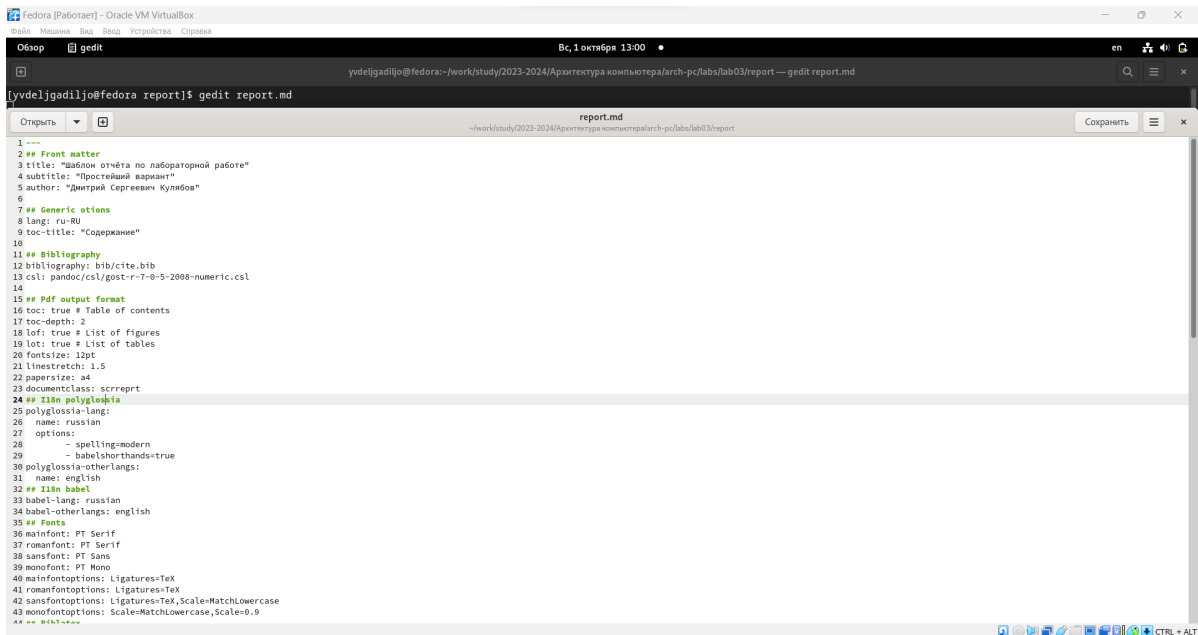 Fedora [Работает] - Oracle VM VirtualBox
Файл Машина Вид Ввод Устройства Справка
Обзор gedit Вс, 1 октября 13:00 en
yvdeljgadiljo@fedora:~/work/study/2023-2024/Архитектура компьютера/arch-pc/labs/lab03/report — gedit report.md
[yvdeljgadiljo@fedora report]$ gedit report.md
Открыть report.md Сохранить
~/work/study/2023-2024/Архитектура компьютера/arch-pc/labs/lab03/report
1 ---
2 ## Front matter
3 title: "Шаблон отчёта по лабораторной работе"
4 subtitle: "Простейший вариант"
5 author: "Дмитрий Сергеевич Кулябов"
6
7 ## Generic otions
8 lang: ru-RU
9 toc-title: "Содержание"
10
11 ## Bibliography
12 bibliography: bib/cite.bib
13 csl: pandoc/csl/gost-r-7-0-5-2008-numeric.csl
14
15 ## Pdf output format
16 toc: true # Table of contents
17 toc-depth: 2
18 lof: true # List of figures
19 lot: true # List of tables
20 fontsize: 12pt
21 linestretch: 1.5
22 papersize: a4
23 documentclass: scrreprt
24 ## I18n polyglossia
25 polyglossia-lang:
26   name: russian
27   options:
28         - spelling=modern
29         - babelshorthands=true
30 polyglossia-otherlangs:
31   name: english
32 ## I18n babel
33 babel-lang: russian
34 babel-otherlangs: english
35 ## Fonts
36 mainfont: PT Serif
37 romanfont: PT Serif
38 sansfont: PT Sans
39 monofont: PT Mono
40 mainfontoptions: Ligatures=TeX
41 romanfontoptions: Ligatures=TeX
42 sansfontoptions: Ligatures=TeX,Scale=MatchLowercase
43 monofontoptions: Scale=MatchLowercase,Scale=0.9
44 ## Biblatex
CTRL + ALT